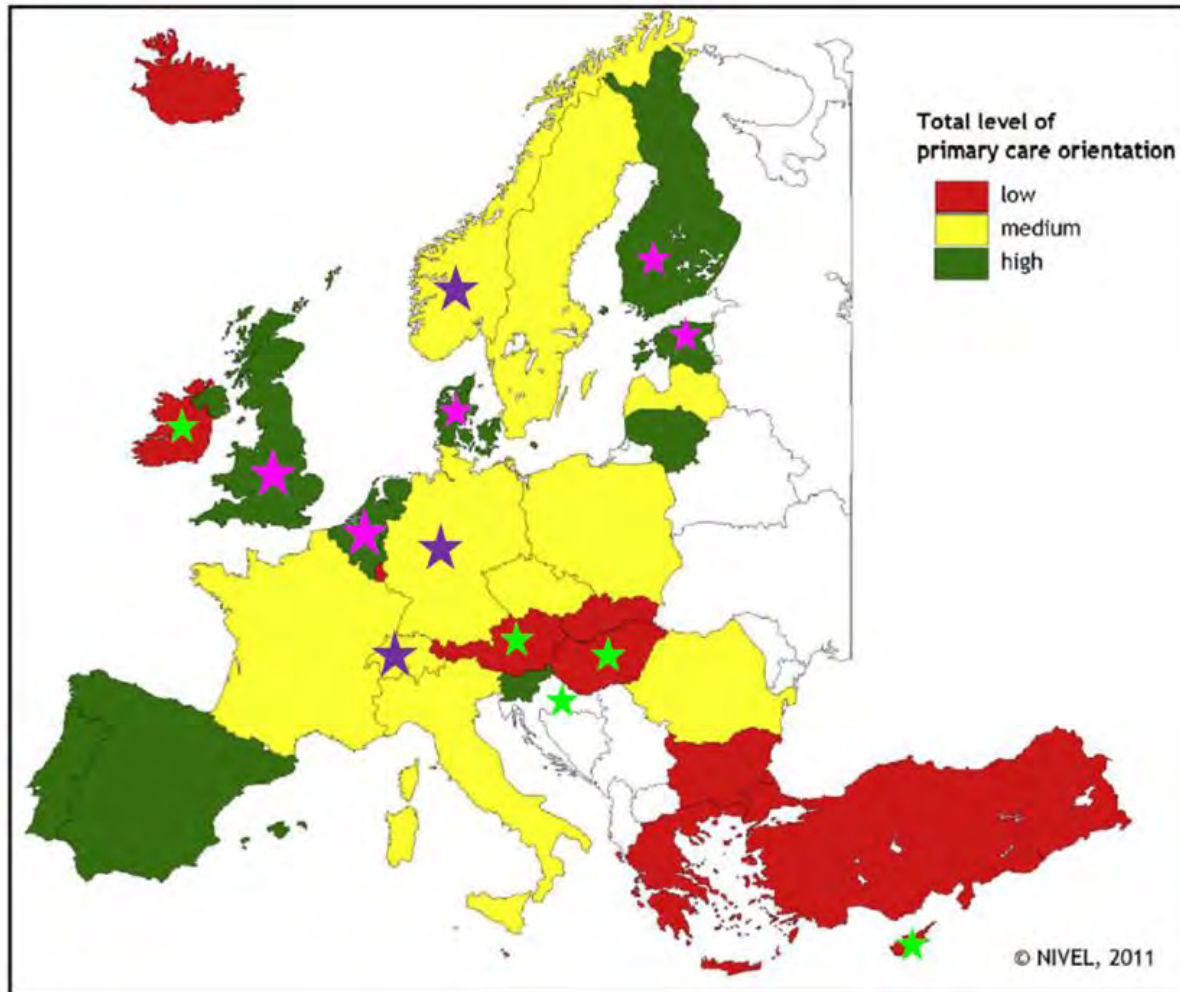 Total level of
primary care orientation
low
medium
high
© NIVEL, 2011